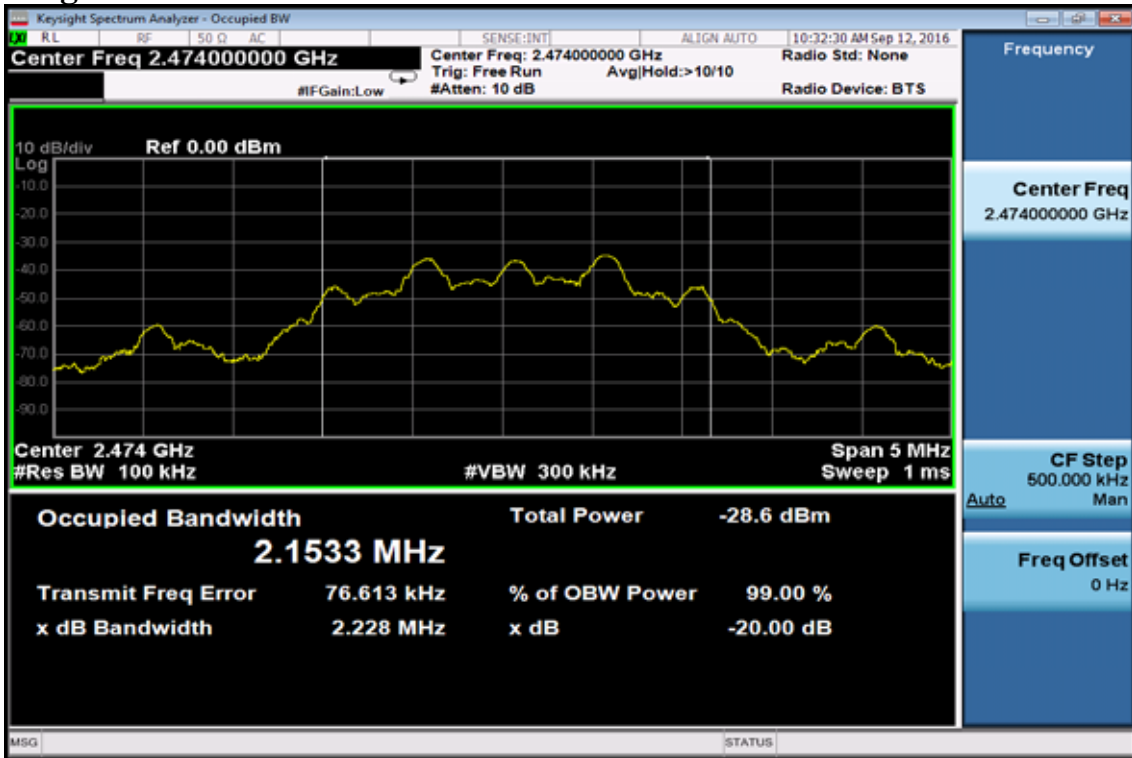 Keysight Spectrum Analyzer - Occupied BW
LXI RL RF 50 Ω AC SENSE:INT ALIGN AUTO 10:32:30 AM Sep 12, 2016
Center Freq 2.474000000 GHz
Center Freq: 2.474000000 GHz
Radio Std: None
Trig: Free Run Avg|Hold:>10/10
#IFGain:Low
#Atten: 10 dB
Radio Device: BTS
Frequency
10 dB/div Ref 0.00 dBm
Log
-10.0
-20.0
-30.0
-40.0
-50.0
-60.0
-70.0
-80.0
-90.0
Center 2.474 GHz Span 5 MHz
#Res BW 100 kHz #VBW 300 kHz Sweep 1 ms
Center Freq
2.474000000 GHz
CF Step
500.000 kHz
Auto Man
Freq Offset
0 Hz
Occupied Bandwidth Total Power -28.6 dBm
2.1533 MHz
Transmit Freq Error 76.613 kHz % of OBW Power 99.00 %
x dB Bandwidth 2.228 MHz x dB -20.00 dB
MSG STATUS